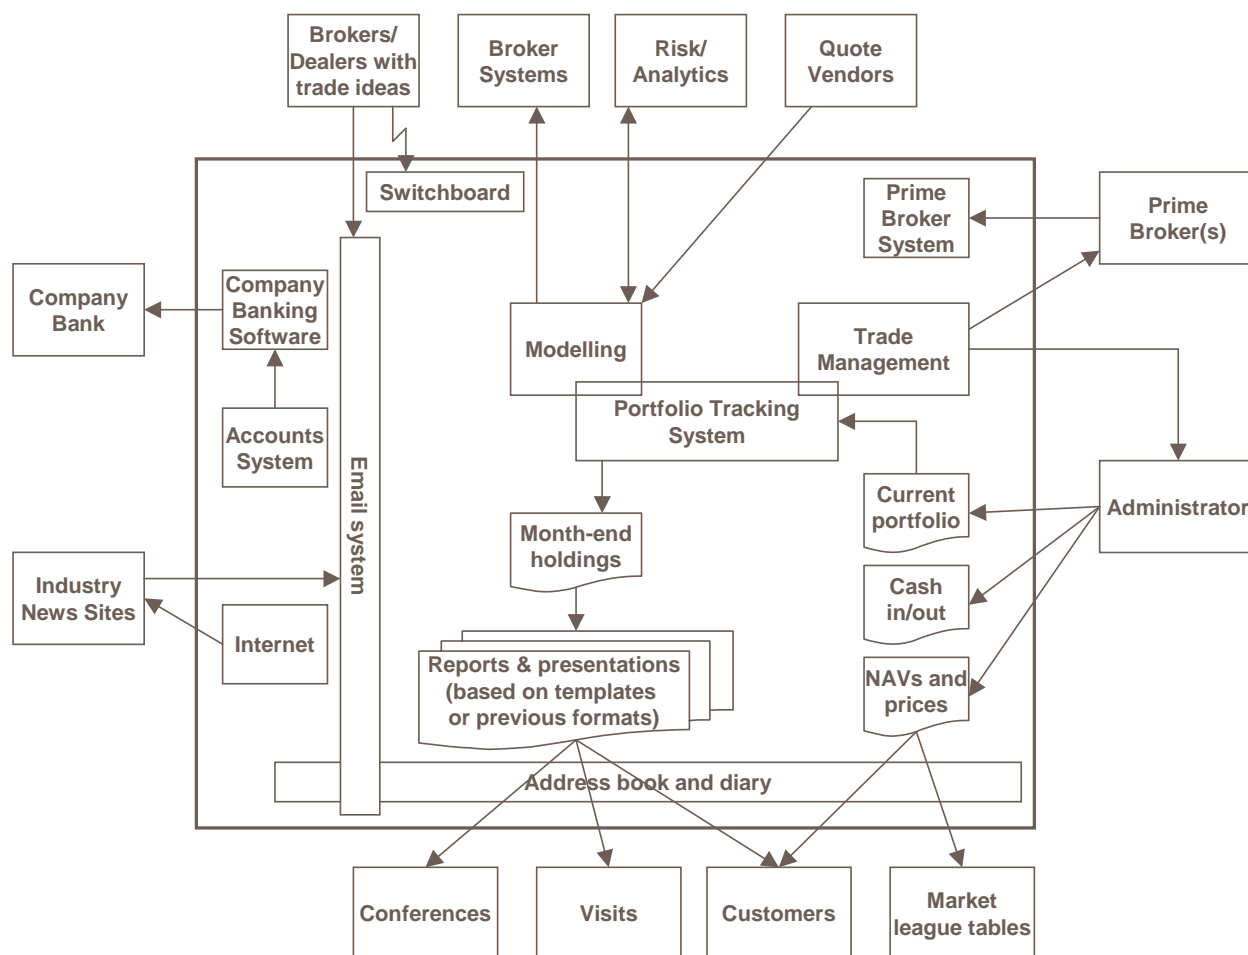 Brokers/
Dealers with
trade ideas
Broker
Systems
Risk/
Analytics
Quote
Vendors
Switchboard
Prime
Broker
System
Prime
Broker(s)
Company
Bank
Company
Banking
Software
Modelling
Trade
Management
Portfolio Tracking
System
Accounts
System
Email system
Current
portfolio
Administrator
Month-end
holdings
Industry
News Sites
Internet
Cash
in/out
Reports & presentations
(based on templates
or previous formats)
NAVs and
prices
Address book and diary
Conferences
Visits
Customers
Market
league tables